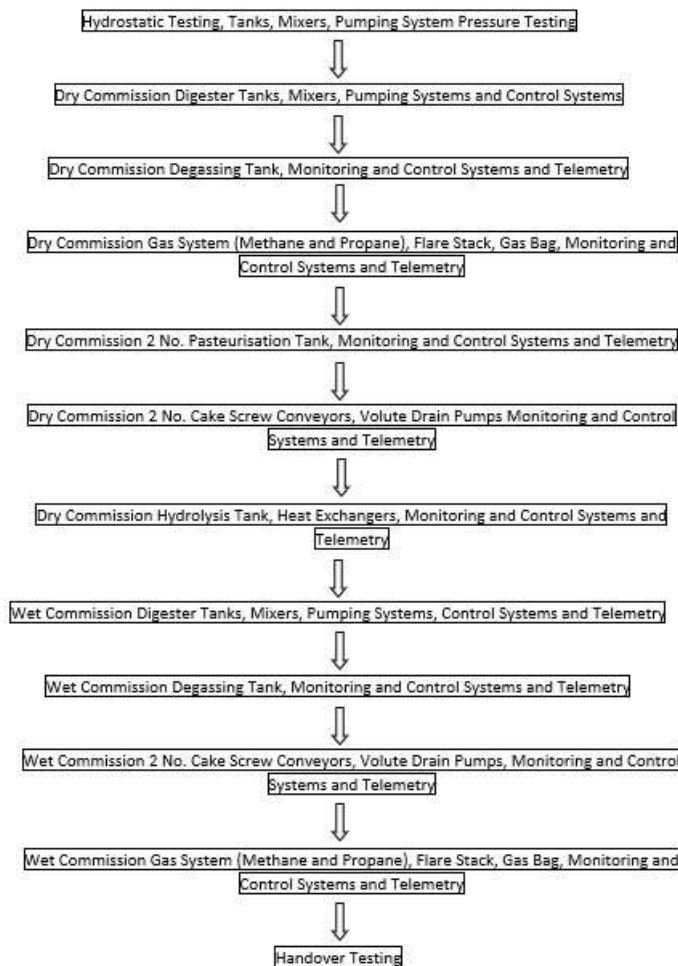 Hydrostatic Testing, Tanks, Mixers, Pumping System Pressure Testing
Dry Commission Digester Tanks, Mixers, Pumping Systems and Control Systems
Dry Commission Degassing Tank, Monitoring and Control Systems and Telemetry
Dry Commission Gas System (Methane and Propane), Flare Stack, Gas Bag, Monitoring and
Control Systems and Telemetry
Dry Commission 2 No. Pasteurisation Tank, Monitoring and Control Systems and Telemetry
Dry Commission 2 No. Cake Screw Conveyors, Volute Drain Pumps Monitoring and Control
Systems and Telemetry
Dry Commission Hydrolysis Tank, Heat Exchangers, Monitoring and Control Systems and
Telemetry
Wet Commission Digester Tanks, Mixers, Pumping Systems, Control Systems and Telemetry
Wet Commission Degassing Tank, Monitoring and Control Systems and Telemetry
Wet Commission 2 No. Cake Screw Conveyors, Volute Drain Pumps, Monitoring and Control
Systems and Telemetry
Wet Commission Gas System (Methane and Propane), Flare Stack, Gas Bag, Monitoring and
Control Systems and Telemetry
Handover Testing